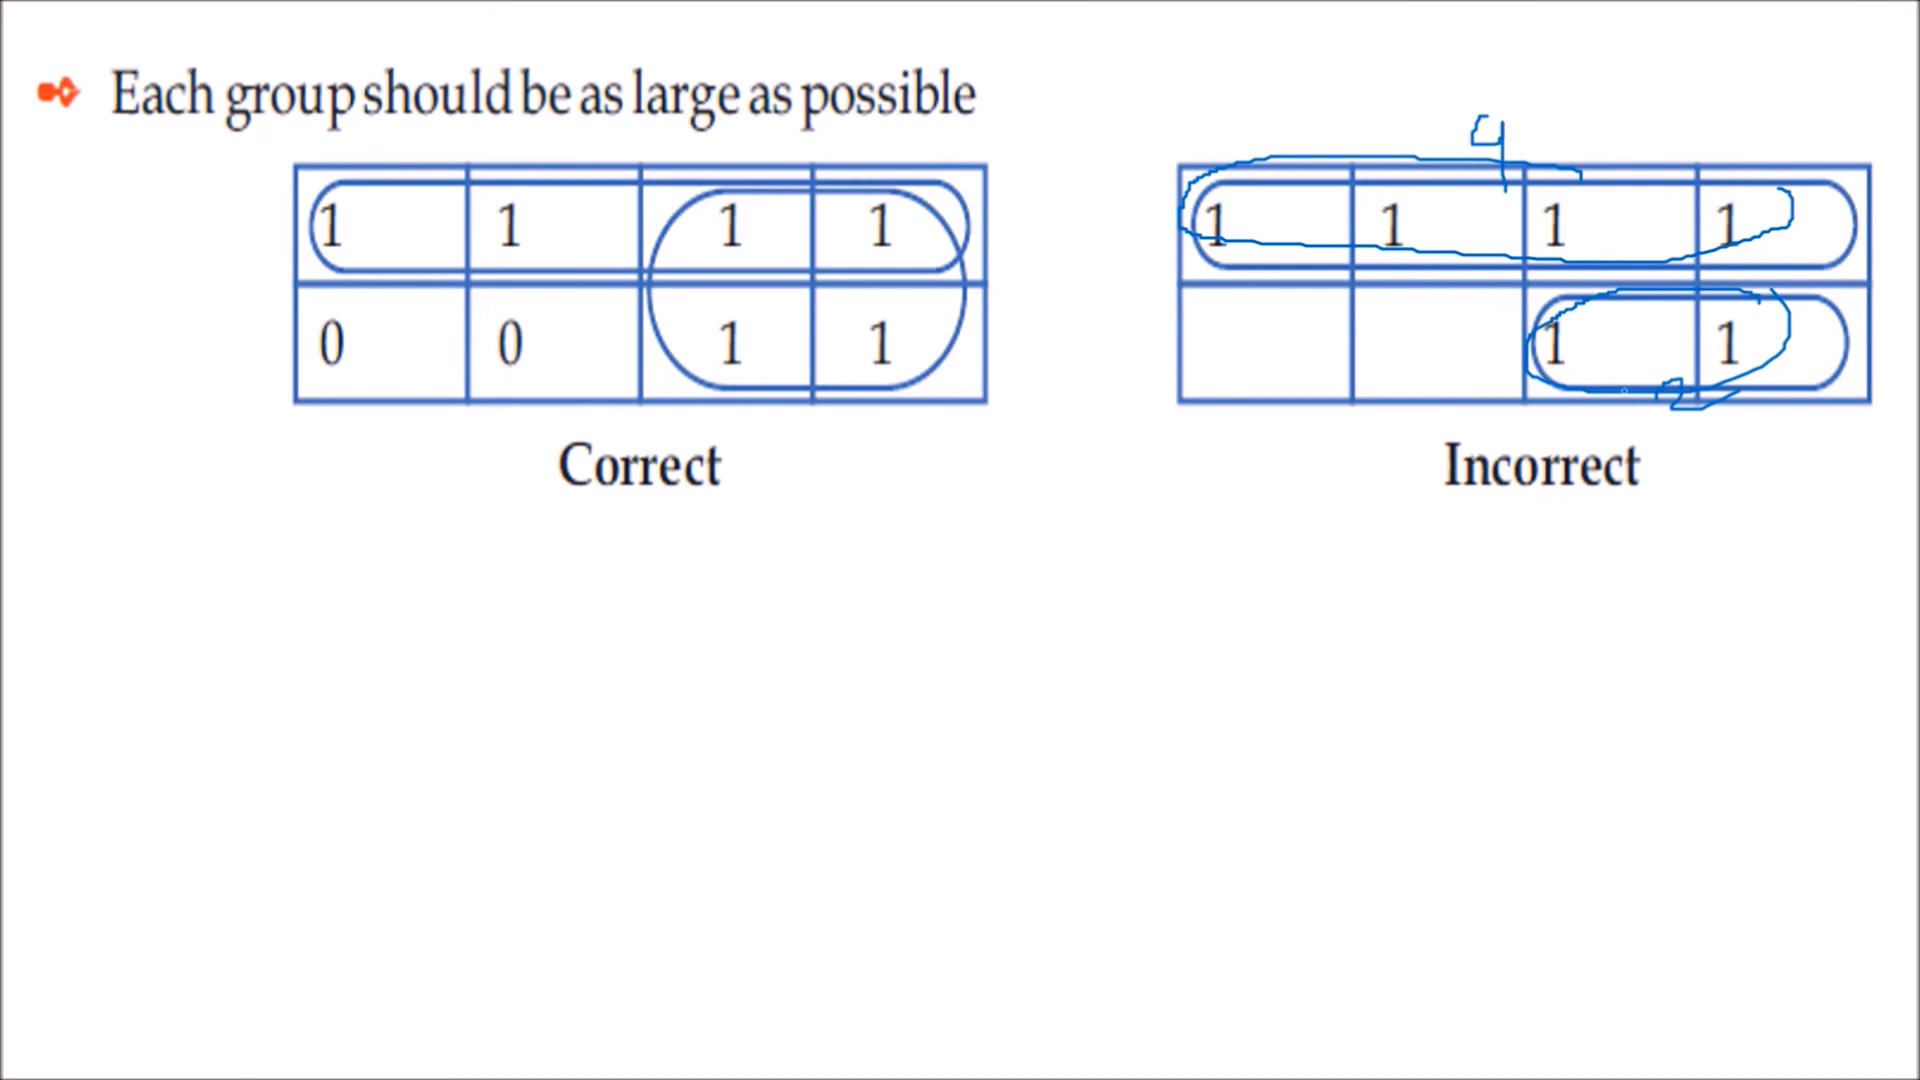 Each group should be as large as possible
4
1 1 1 1 1 1 1 1
0 0 1 1 1 1
2
Correct Incorrect